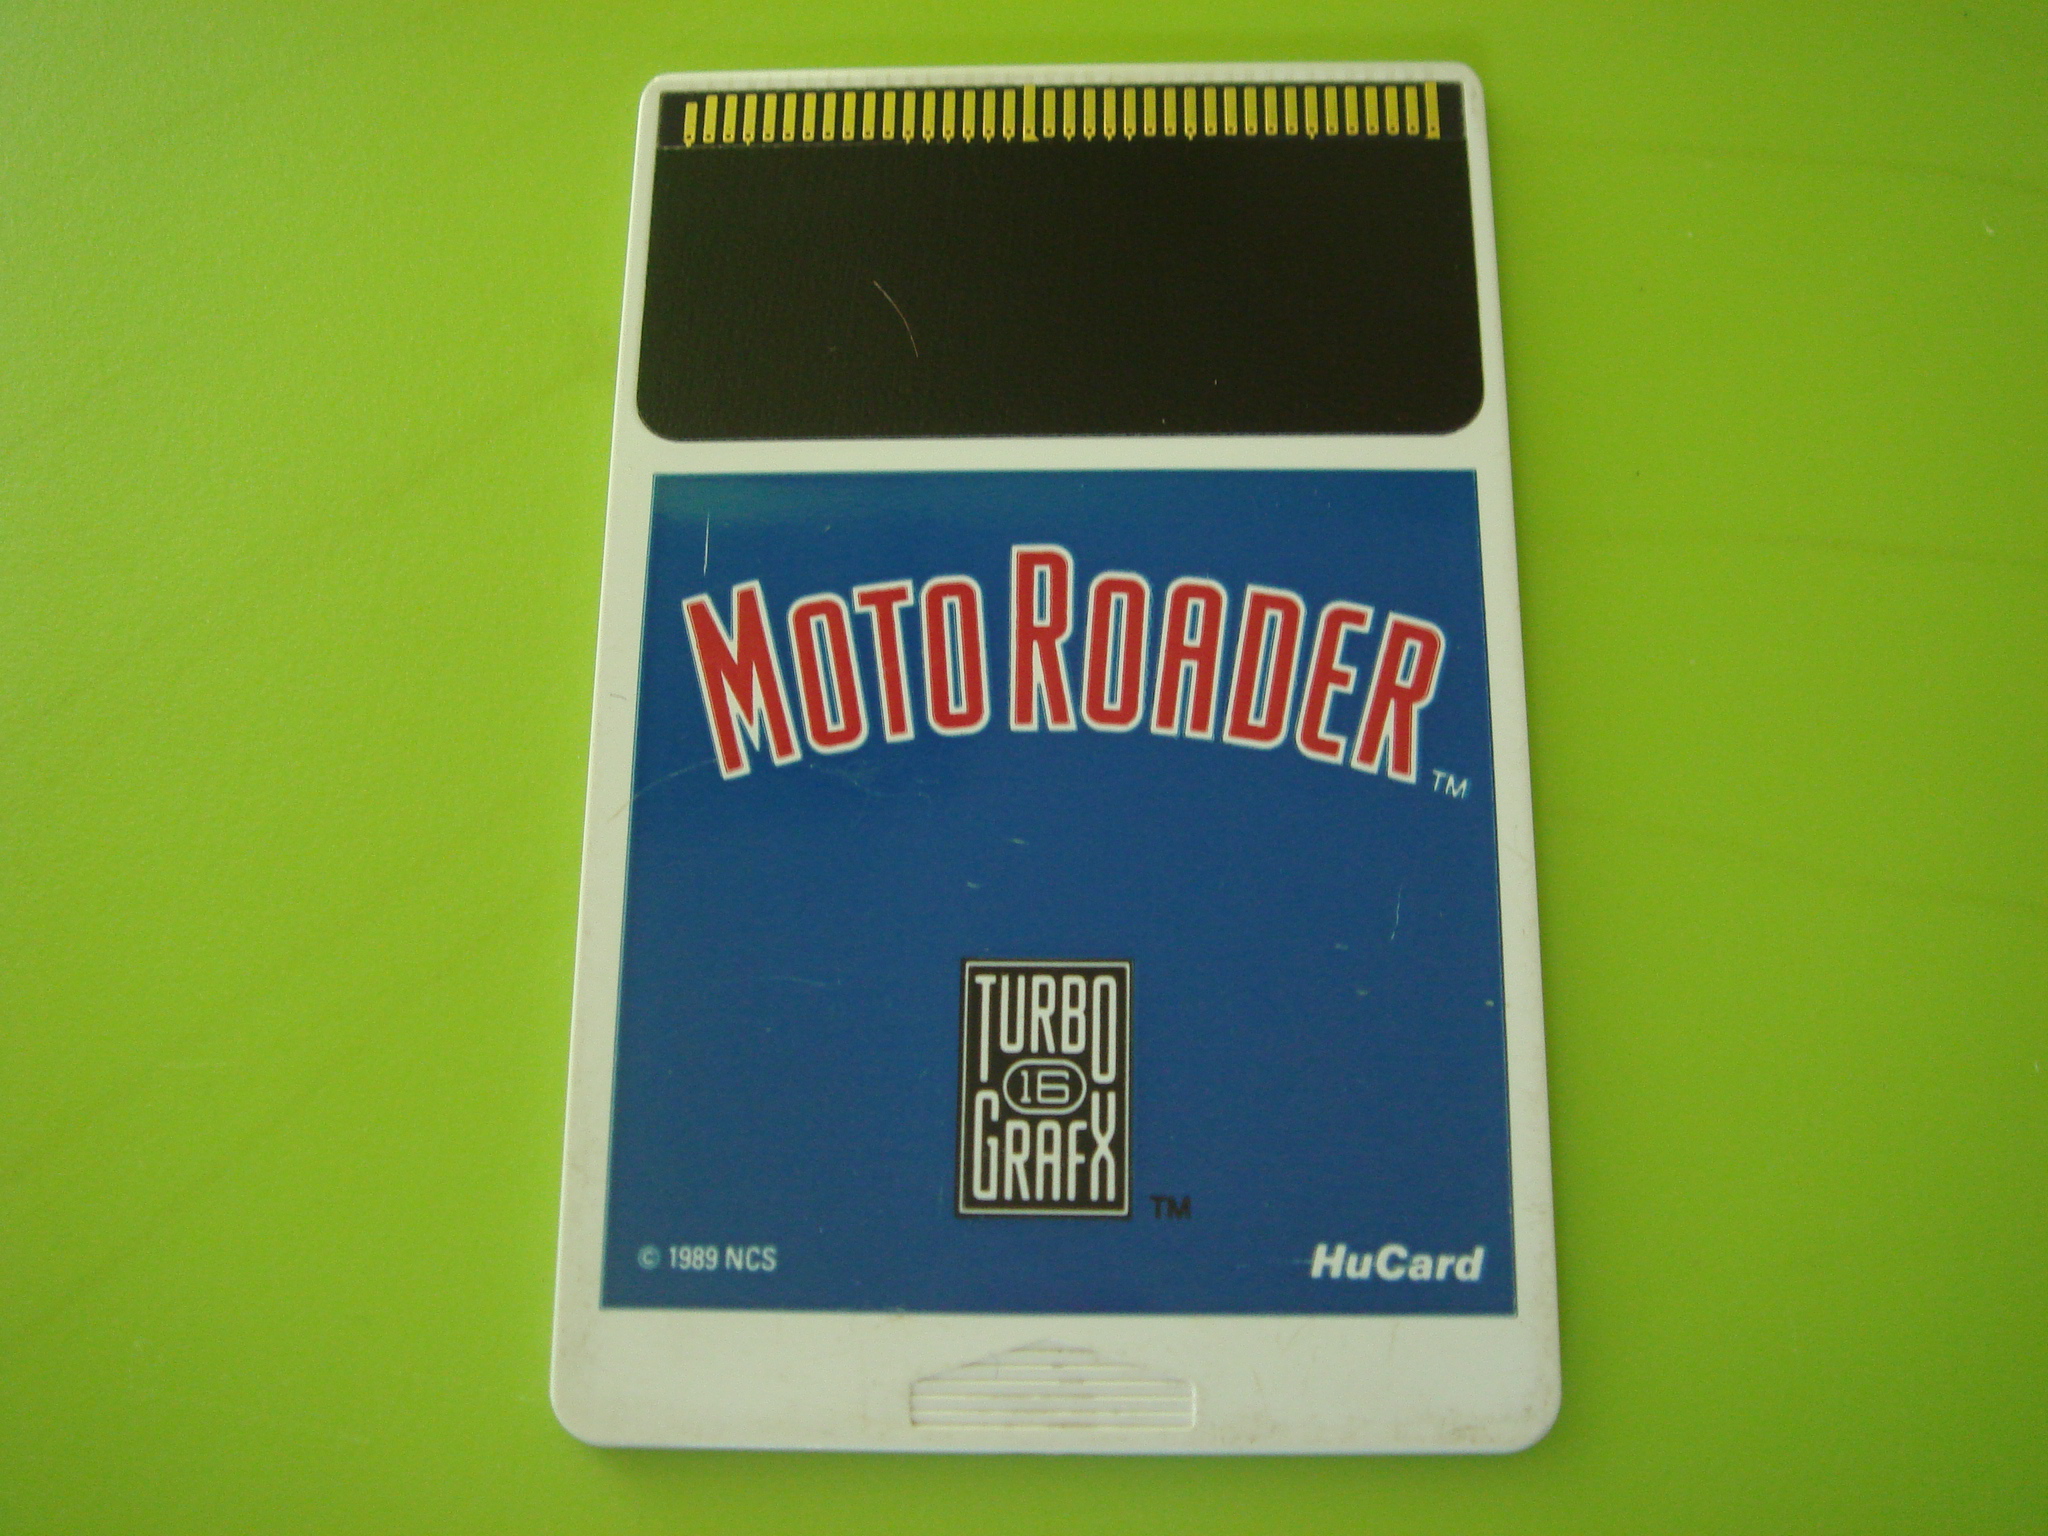 MOTO ROADER
TM
TURBO
16
GRAFX
TM
© 1989 NCS
HuCard